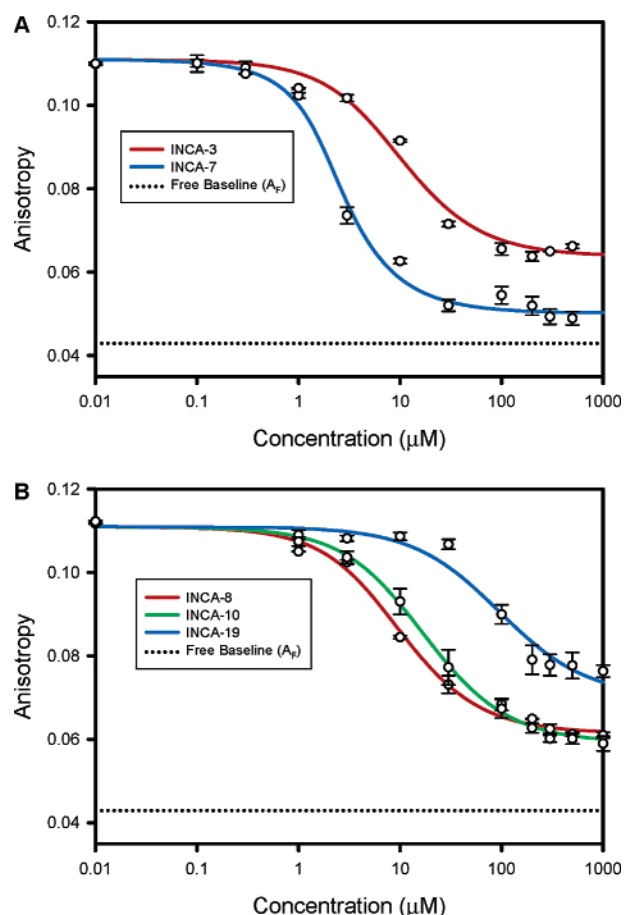 A
0.12
0.10
0.08
0.06
0.04
Anisotropy
INCA-3
INCA-7
Free Baseline (A_F)
0.01 0.1 1 10 100 1000
Concentration (μM)
B
0.12
0.10
0.08
0.06
0.04
Anisotropy
INCA-8
INCA-10
INCA-19
Free Baseline (A_F)
0.01 0.1 1 10 100 1000
Concentration (μM)